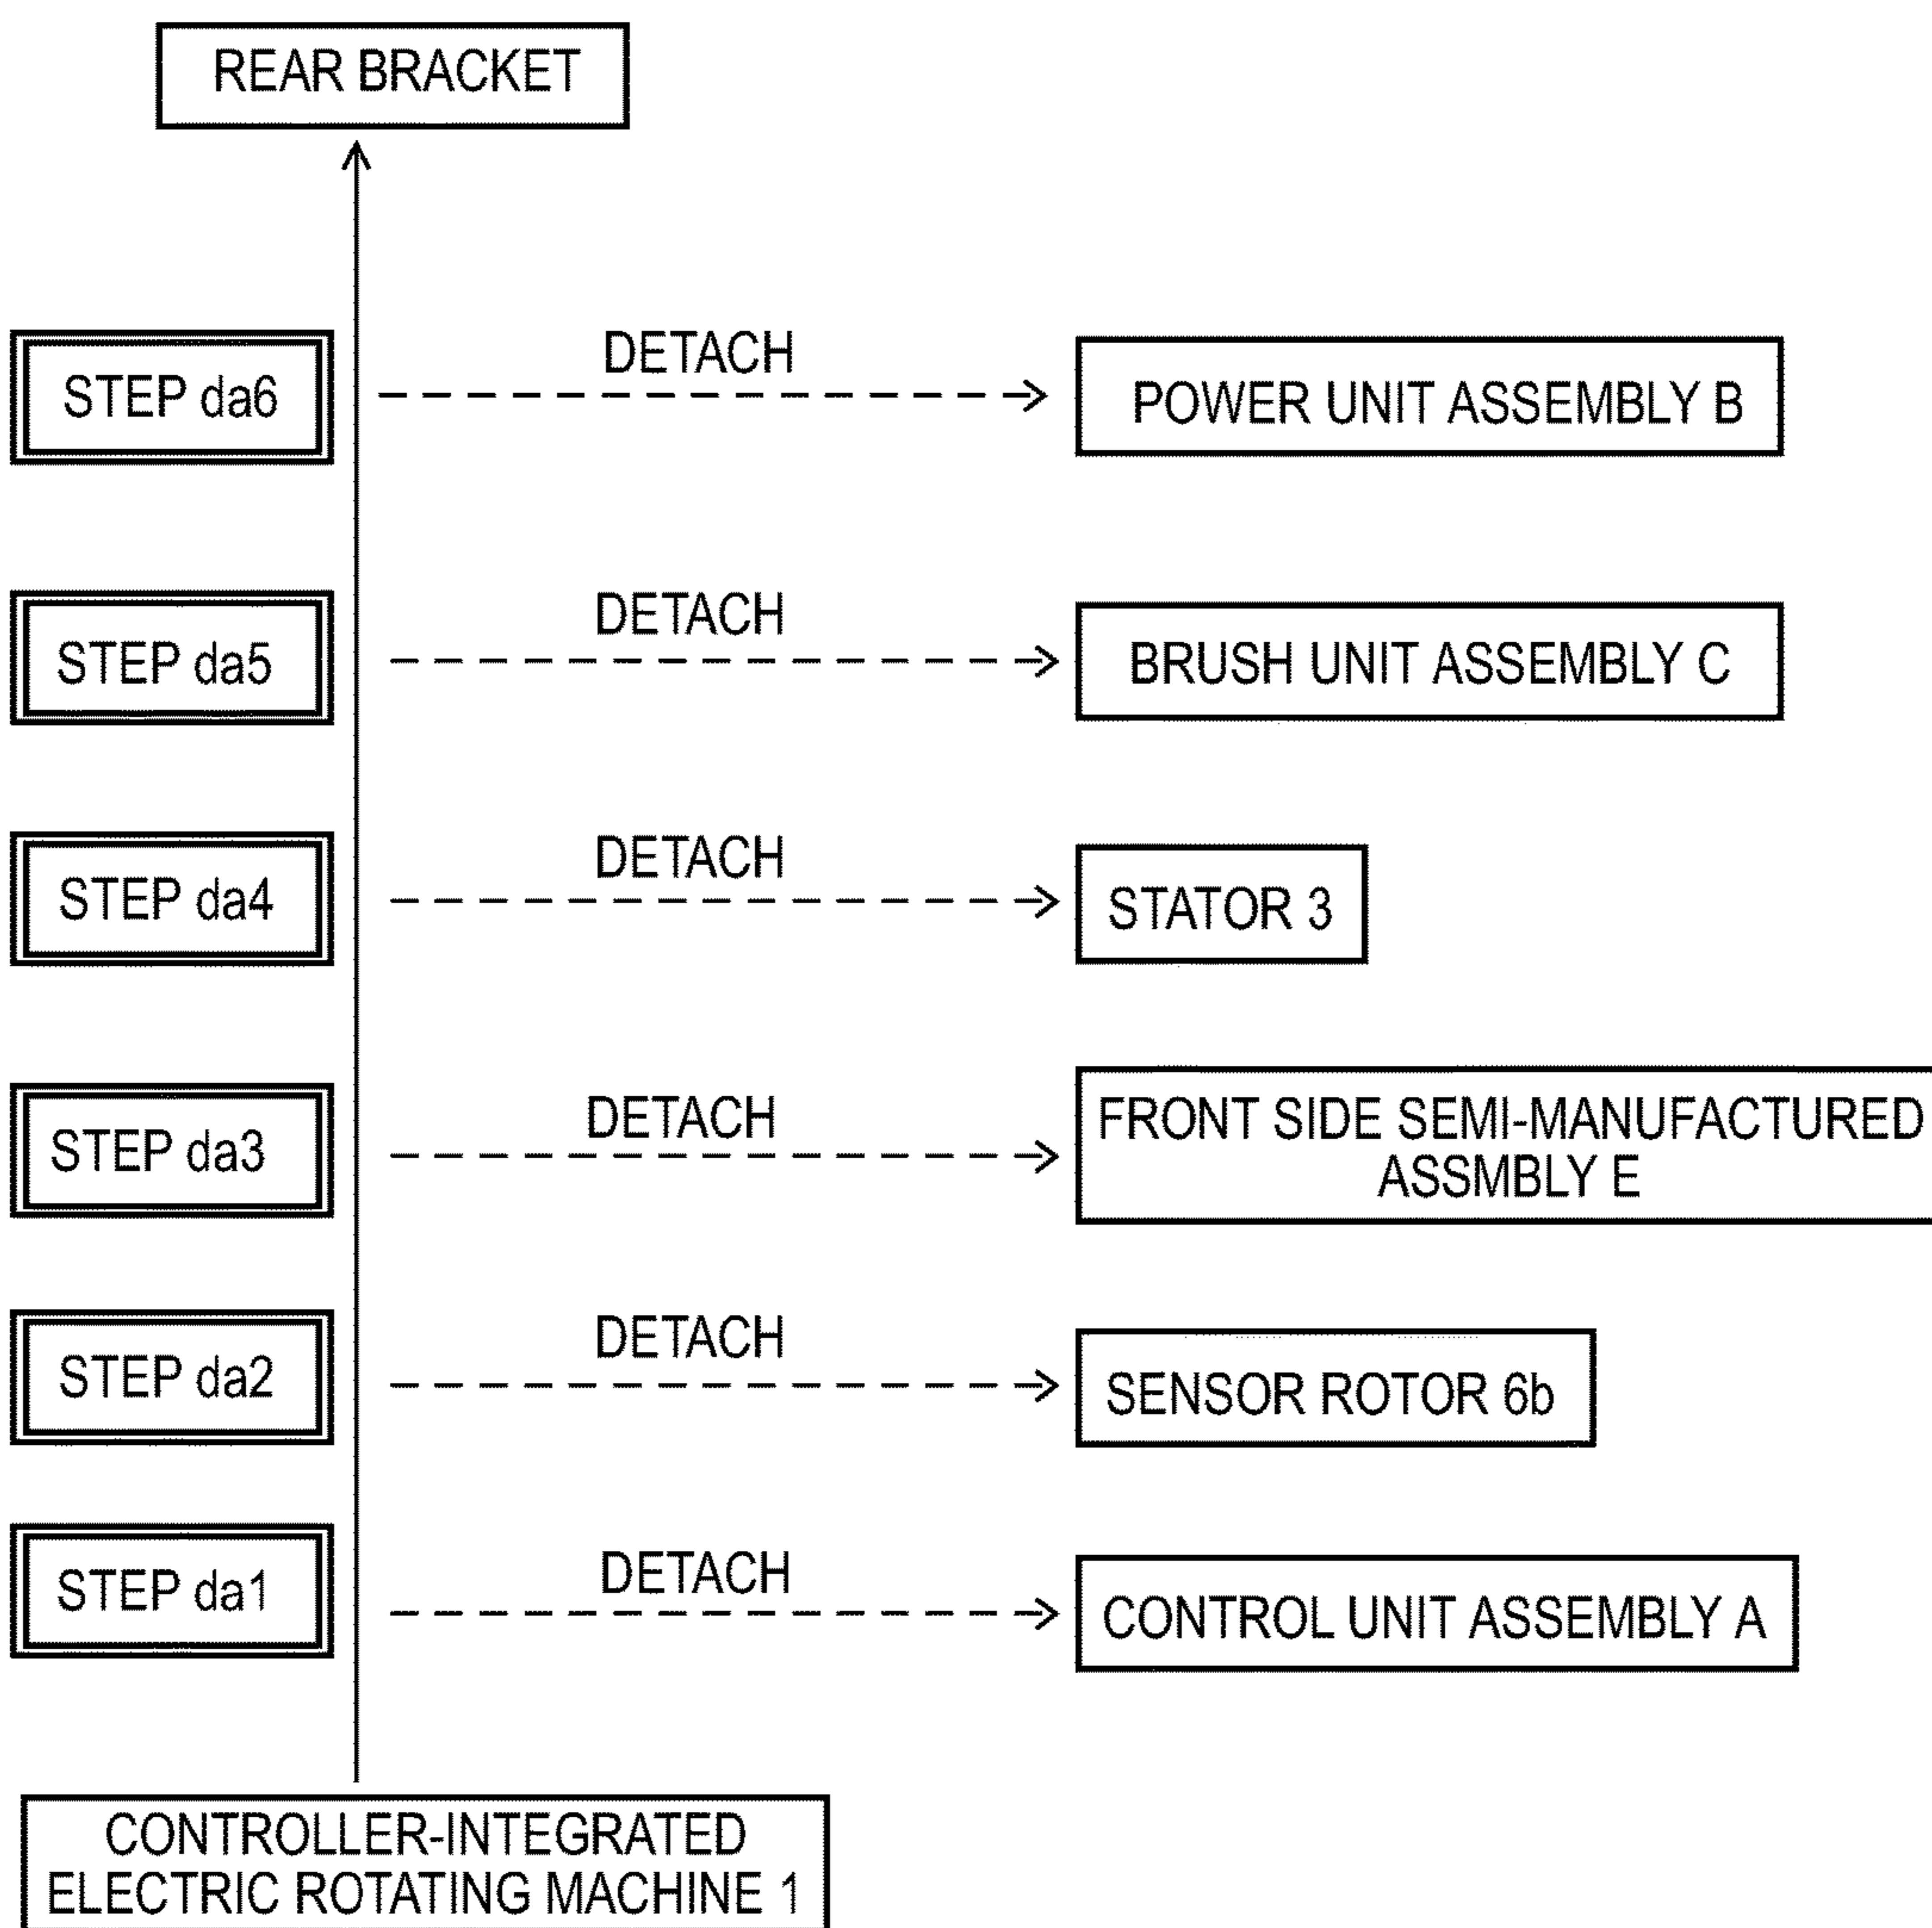 REAR BRACKET
STEP da6
DETACH
POWER UNIT ASSEMBLY B
STEP da5
DETACH
BRUSH UNIT ASSEMBLY C
STEP da4
DETACH
STATOR 3
STEP da3
DETACH
FRONT SIDE SEMI-MANUFACTURED
ASSMBLY E
STEP da2
DETACH
SENSOR ROTOR 6b
STEP da1
DETACH
CONTROL UNIT ASSEMBLY A
CONTROLLER-INTEGRATED
ELECTRIC ROTATING MACHINE 1